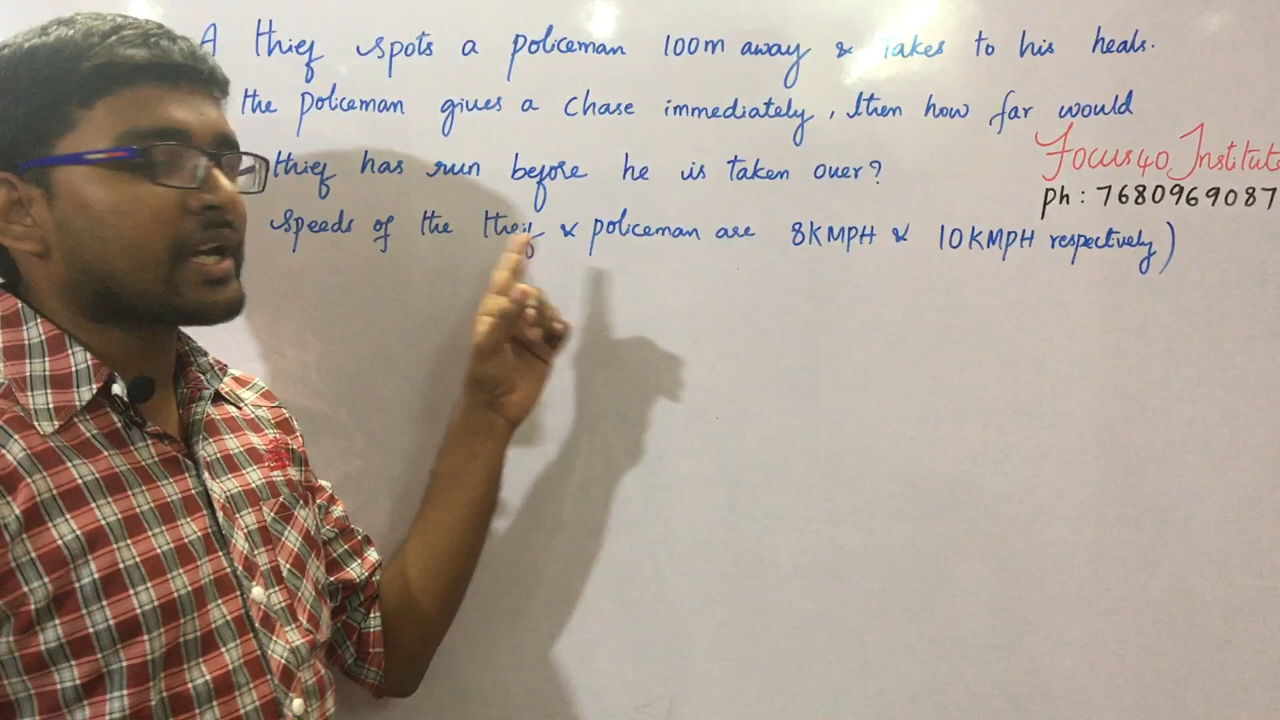 A thief spots a policeman 100m away & takes to his heals.
the policeman gives a chase immediately, then how far would
thief has run before he is taken over?
Focus40 Institute
ph: 7680969087
speeds of the theif & policeman are 8KMPH & 10KMPH respectively)